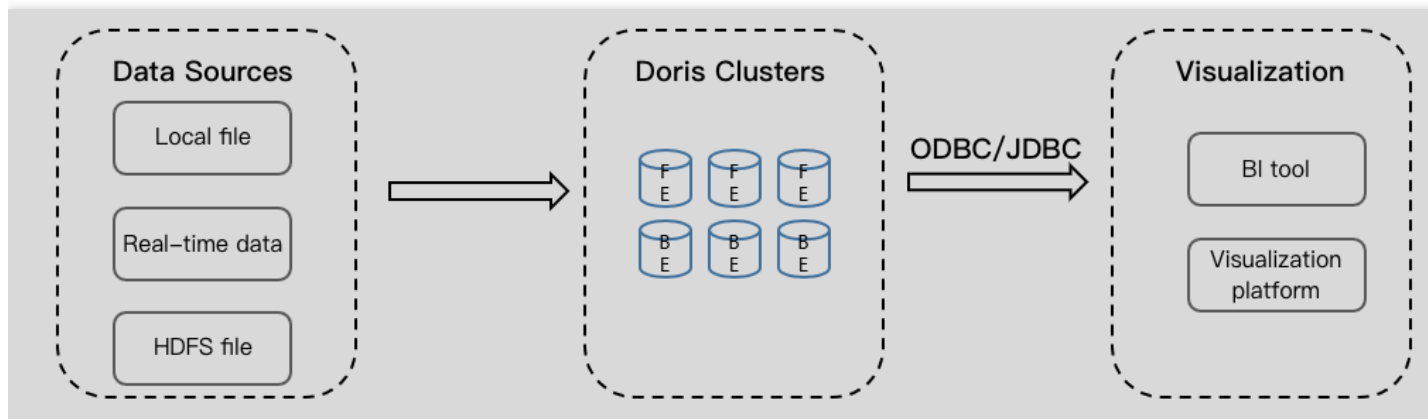 Data Sources
Local file
Real-time data
HDFS file
Doris Clusters
F
E
F
E
F
E
B
E
B
E
B
E
ODBC/JDBC
Visualization
BI tool
Visualization
platform